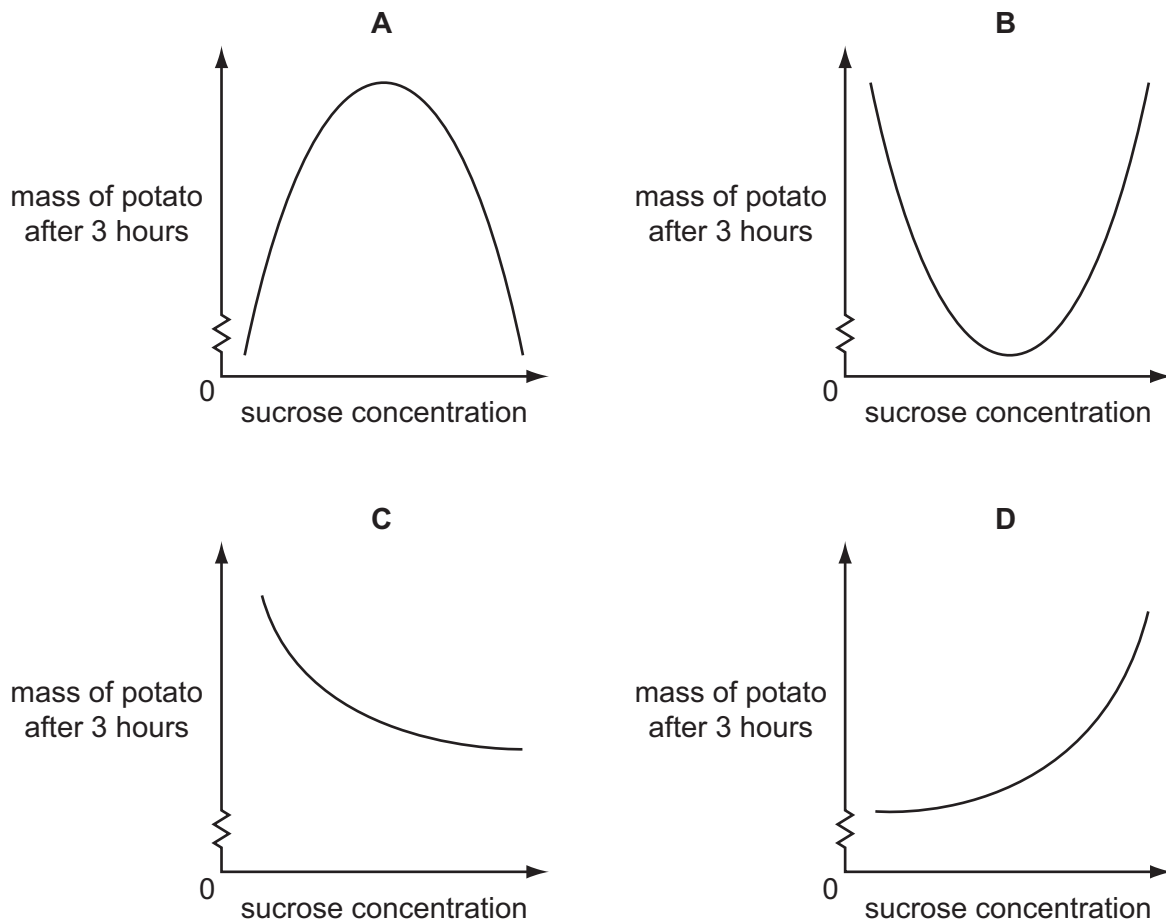 A
mass of potato
after 3 hours
0
sucrose concentration
B
mass of potato
after 3 hours
0
sucrose concentration
C
mass of potato
after 3 hours
0
sucrose concentration
D
mass of potato
after 3 hours
0
sucrose concentration